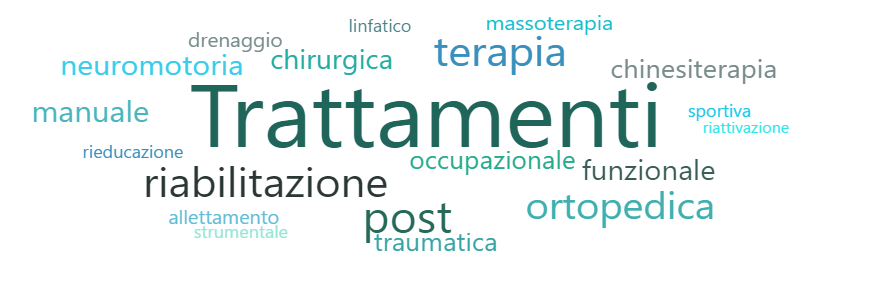 linfatico
massoterapia
drenaggio
chirurgica
terapia
neuromotoria
chinesiterapia
manuale
Trattamenti
sportiva
riattivazione
rieducazione
occupazionale
funzionale
riabilitazione
ortopedica
allettamento
post
strumentale
traumatica